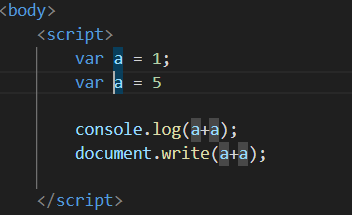 <body>
<script>
var a = 1;
var a = 5
console.log(a+a);
document.write(a+a);
</script>